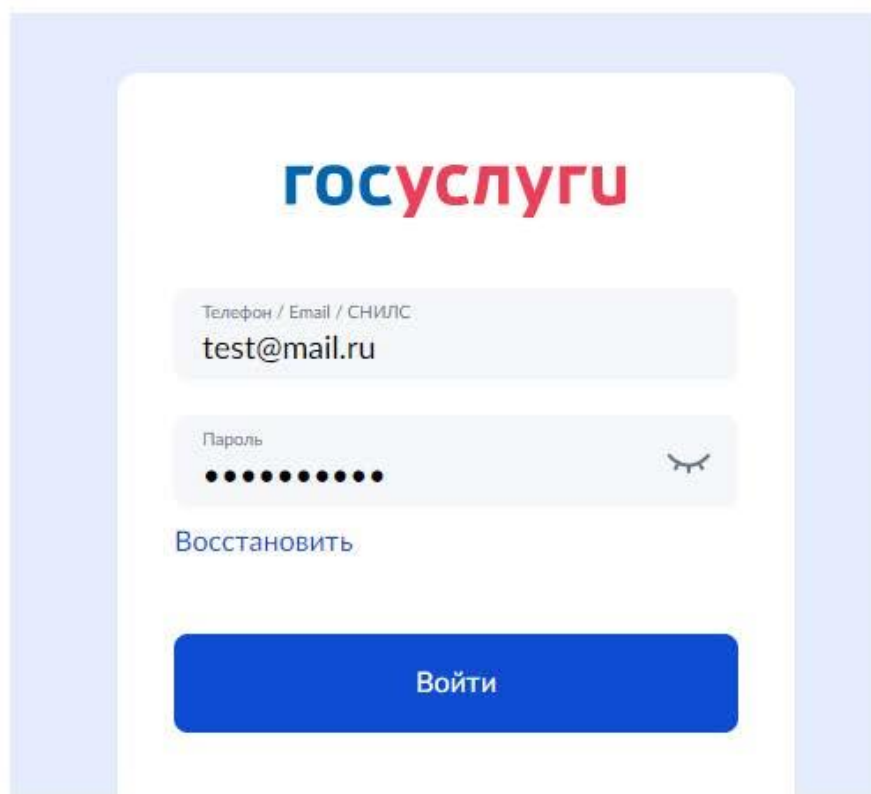 госуслуги
Телефон / Email / СНИЛС
test@mail.ru
Пароль
••••••••••
Восстановить
Войти